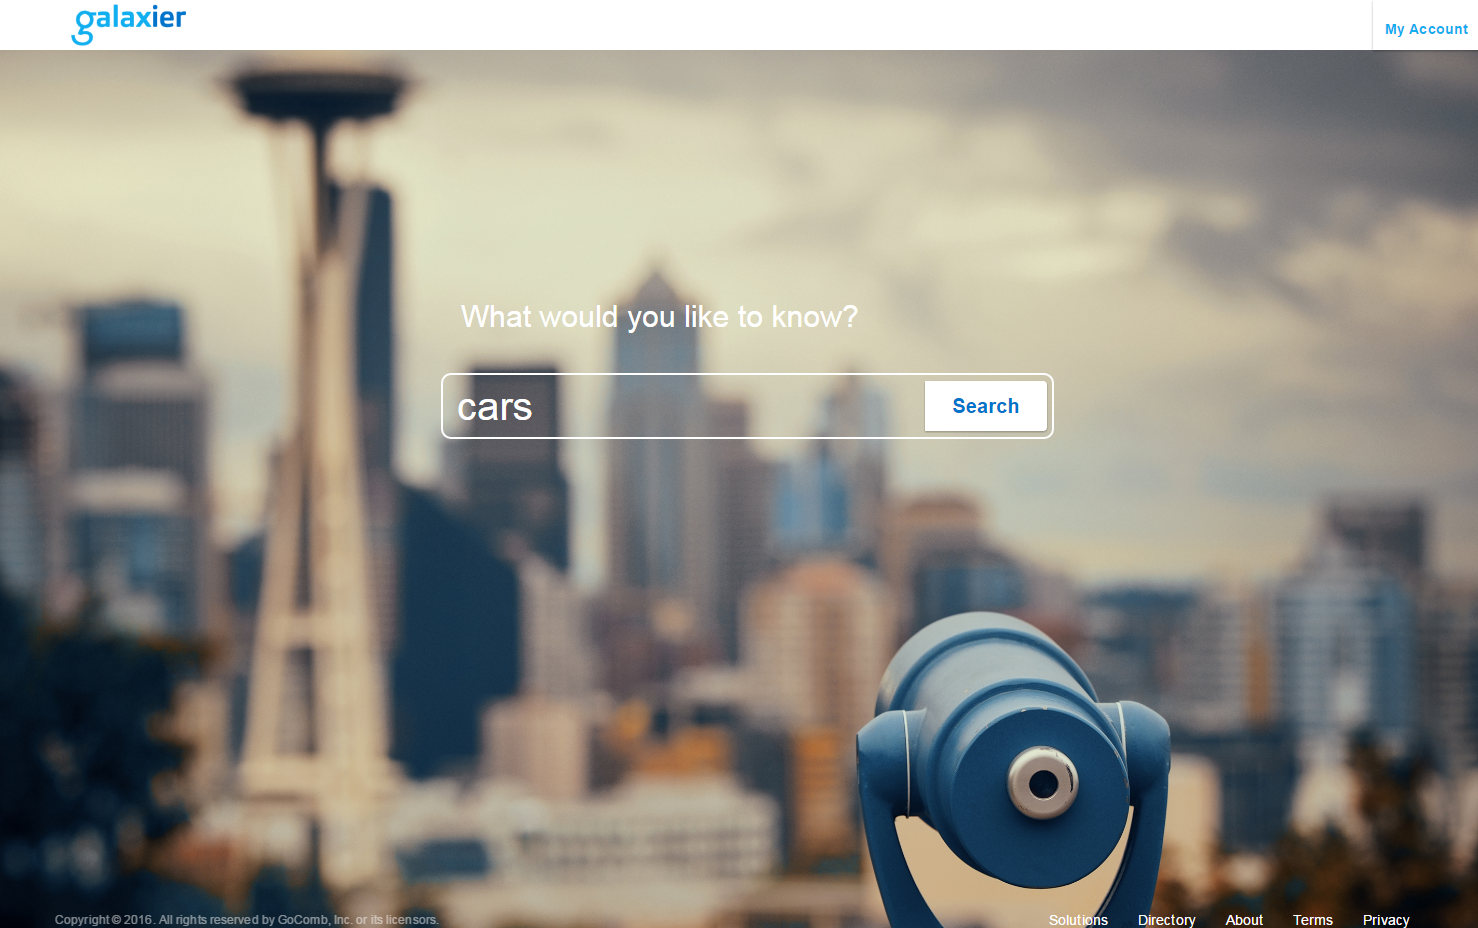 galaxier
My Account
What would you like to know?
cars
Search
Copyright © 2016. All rights reserved by GoComb, Inc. or its licensors.
Solutions Directory About Terms Privacy